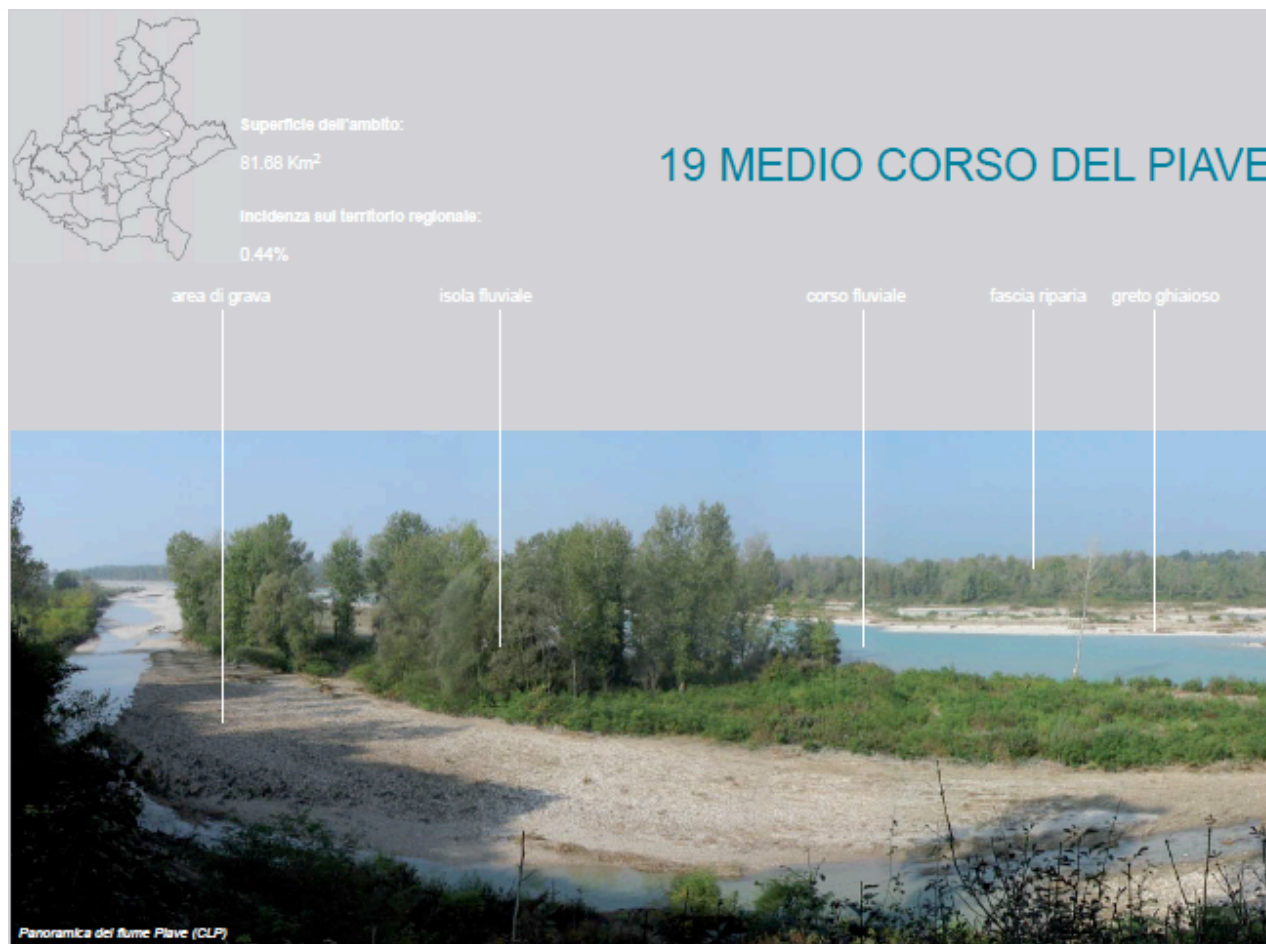 Superficie dell'ambito:
81.68 Km²
19 MEDIO CORSO DEL PIAVE
Incidenza sul territorio regionale:
0.44%
area di grava
isola fluviale
corso fluviale
fascia riparia
greto ghiaioso
Panoramica del fiume Piave (CLP)